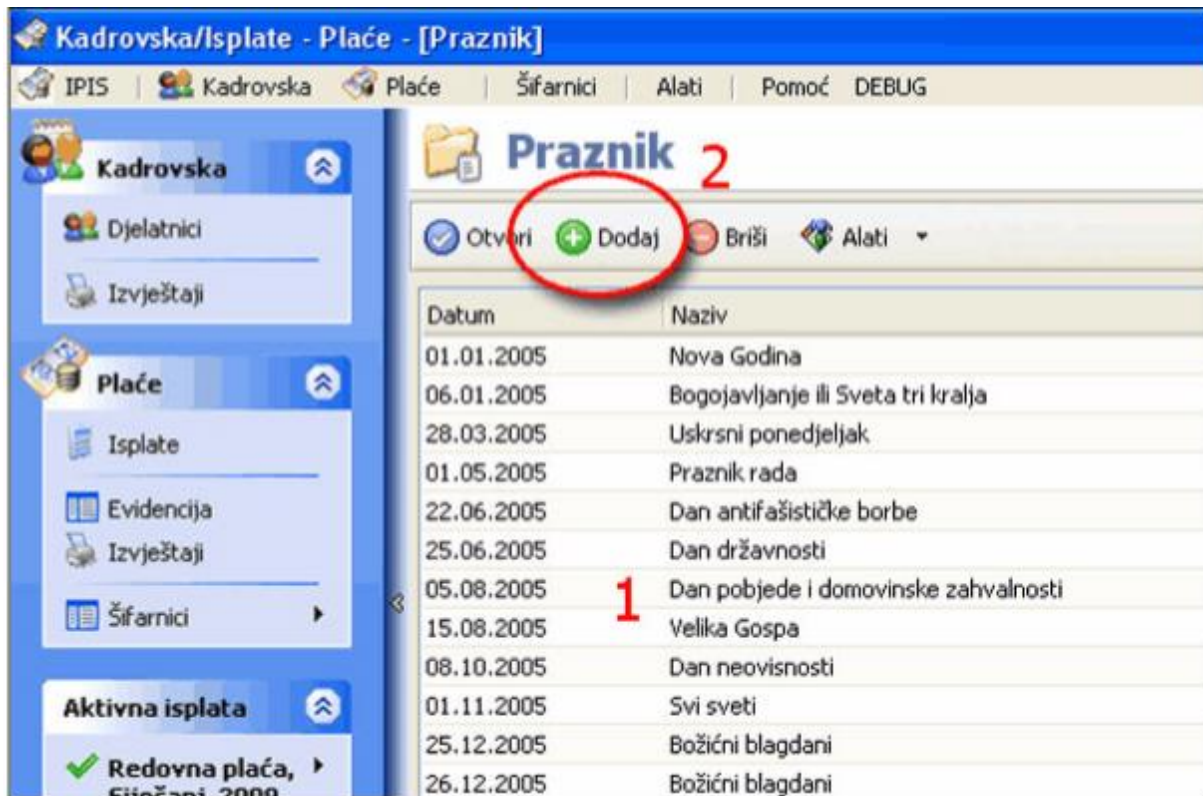 Kadrovska/Isplate - Plaće - [Praznik]
IPIS | Kadrovska Plaće | Šifarnici | Alati | Pomoć DEBUG
Kadrovska
Djelatnici
Izvještaji
Plaće
Isplate
Evidencija
Izvještaji
Šifarnici
Aktivna isplata
Redovna plaća,
Siječanj, 2009
Praznik 2
Otvori Dodaj Briši Alati
Datum Naziv
01.01.2005 Nova Godina
06.01.2005 Bogojavljanje ili Sveta tri kralja
28.03.2005 Uskrsni ponedjeljak
01.05.2005 Praznik rada
22.06.2005 Dan antifašističke borbe
25.06.2005 Dan državnosti
05.08.2005 1 Dan pobjede i domovinske zahvalnosti
15.08.2005 Velika Gospa
08.10.2005 Dan neovisnosti
01.11.2005 Svi sveti
25.12.2005 Božićni blagdani
26.12.2005 Božićni blagdani